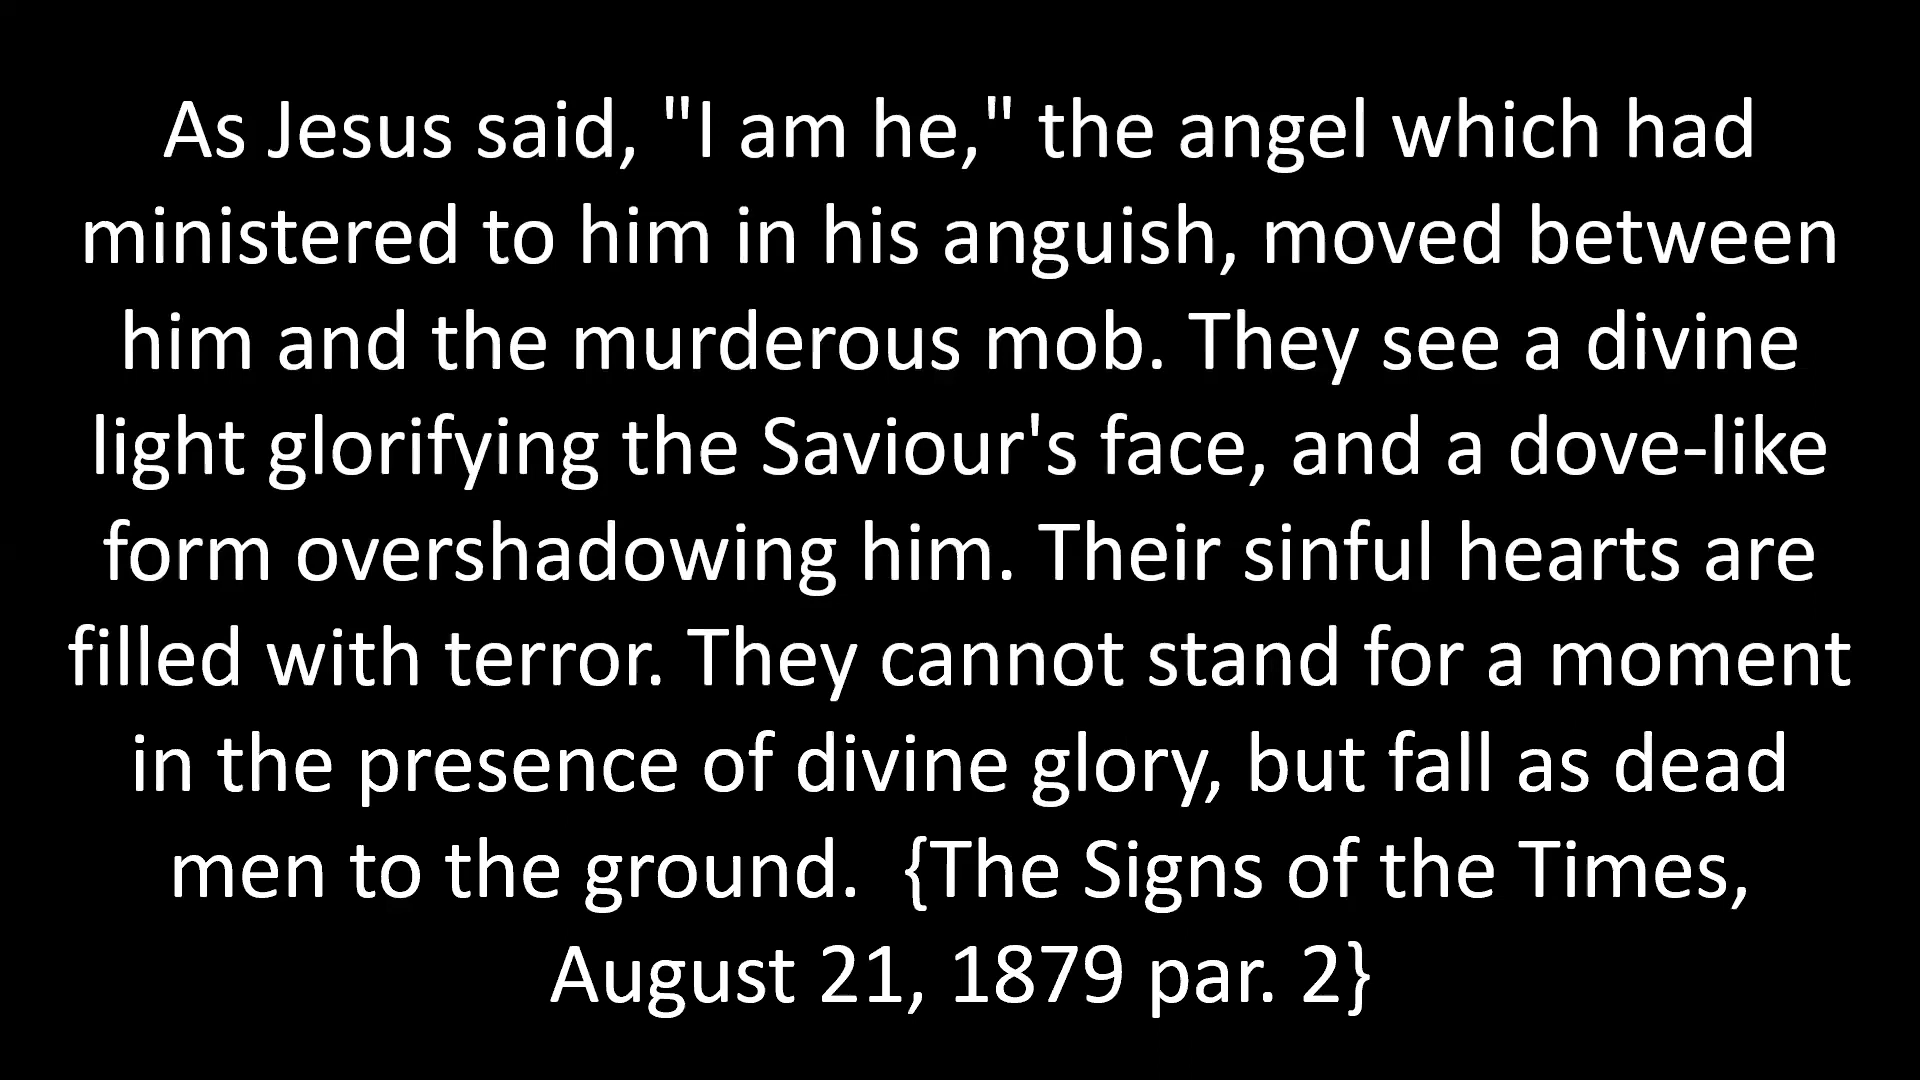 As Jesus said, "I am he," the angel which had
ministered to him in his anguish, moved between
him and the murderous mob. They see a divine
light glorifying the Saviour's face, and a dove-like
form overshadowing him. Their sinful hearts are
filled with terror. They cannot stand for a moment
in the presence of divine glory, but fall as dead
men to the ground.  {The Signs of the Times,
August 21, 1879 par. 2}